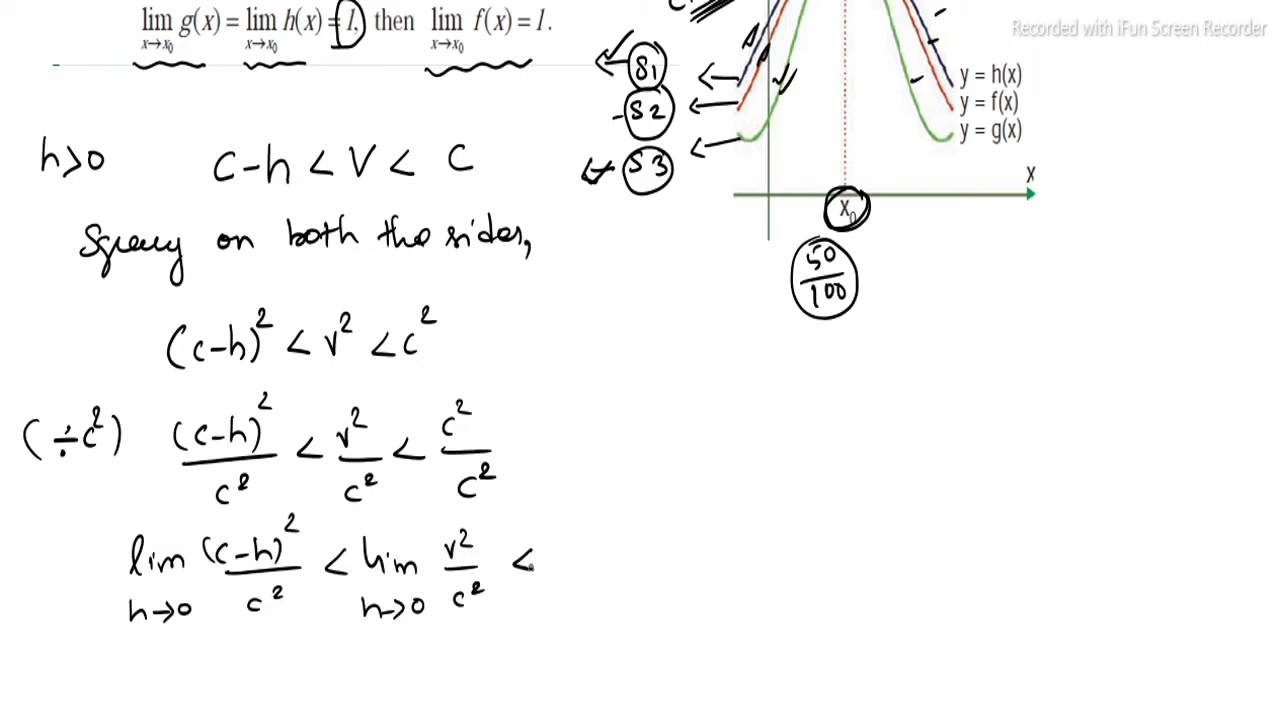 lim g(x) = lim h(x) = l, then lim f(x) = l.
x→x₀ x→x₀ x→x₀
Recorded with iFun Screen Recorder
S1
S2
S3
y = h(x)
y = f(x)
y = g(x)
x
x₀
50/100
h>0 C-h < V < C
on both the sides,
(c-h)² < v² < c²
(÷c²) (c-h)²/c² < v²/c² < c²/c²
lim (c-h)²/c² < lim v²/c² <
h→0 h→0